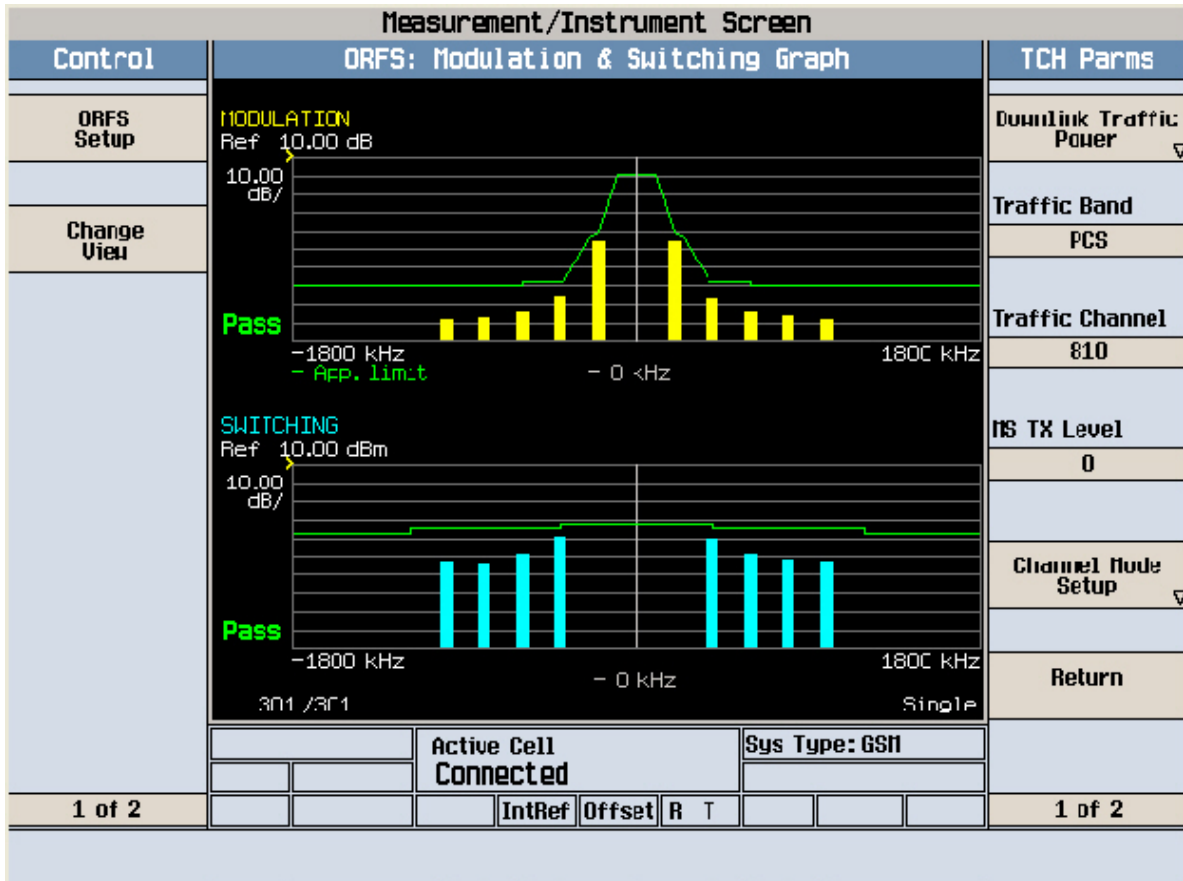 Measurement/Instrument Screen
Control
ORFS: Modulation & Switching Graph
TCH Parms
ORFS
Setup
Change
View
1 of 2
MODULATION
Ref 10.00 dB
10.00
dB/
Pass
-1800 kHz
1800 kHz
- App. limit
- 0 kHz
SWITCHING
Ref 10.00 dBm
10.00
dB/
Pass
-1800 kHz
1800 kHz
- 0 kHz
301/301
Single
Downlink Traffic
Power
Traffic Band
PCS
Traffic Channel
810
MS TX Level
0
Channel Mode
Setup
Return
1 of 2
Active Cell
Connected
Sys Type: GSM
IntRef
Offset
R T